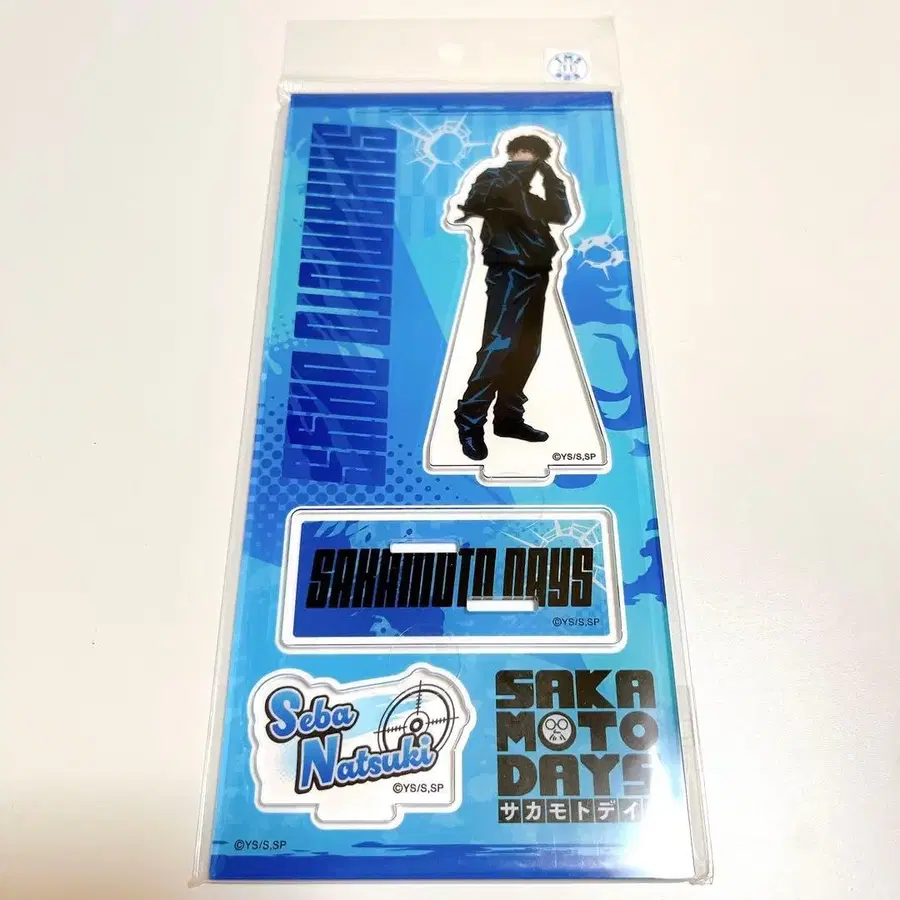 SAKAMOTO DAYS
©YS/S,SP
SAKAMOTO DAYS
©YS/S,SP
Seba
Natsuki
©YS/S,SP
SAKA
MOTO
DAYS
サカモトデイ
©YS/S,SP